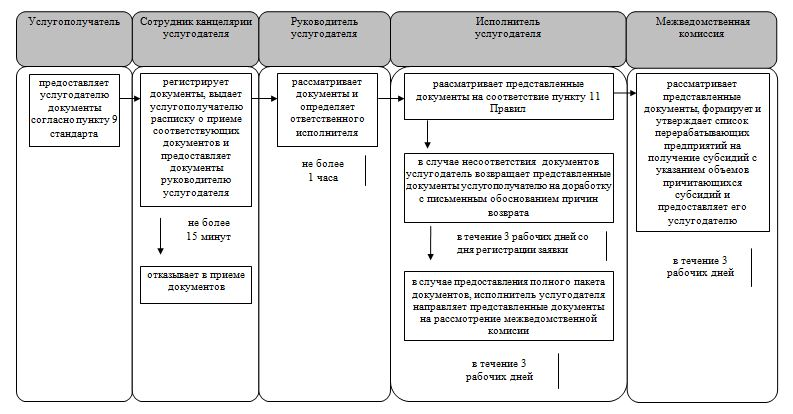 Услугополучатель
Сотрудник канцелярии
услугодателя
Руководитель
услугодателя
Исполнитель
услугодателя
Межведомственная
комиссия
предоставляет
услугодателю
документы
согласно пункту 9
стандарта
регистрирует
документы, выдает
услугополучателю
расписку о приеме
соответствующих
документов и
предоставляет
документы
руководителю
услугодателя
не более
15 минут
отказывает в приеме
документов
рассматривает
документы и
определяет
ответственного
исполнителя
не более
1 часа
раасматривает представленные
документы на соответствие пункту 11
Правил
в случае несоответствия документов
услугодатель возвращает представленные
документы услугополучателю на доработку
с письменным обоснованием причин
возврата
в течение 3 рабочих дней со
дня регистрации заявки
в случае предоставления полного пакета
документов, исполнитель услугодателя
направляет представленные документы
на рассмотрение межведомственной
комисии
в течение 3
рабочих дней
рассматривает
представленные
документы, формирует и
утверждает список
перерабатывающих
предприятий на
получение субсидий с
указанием объемов
причитающихся
субсидий и
предоставляет его
услугодателю
в течение 3
рабочих дней